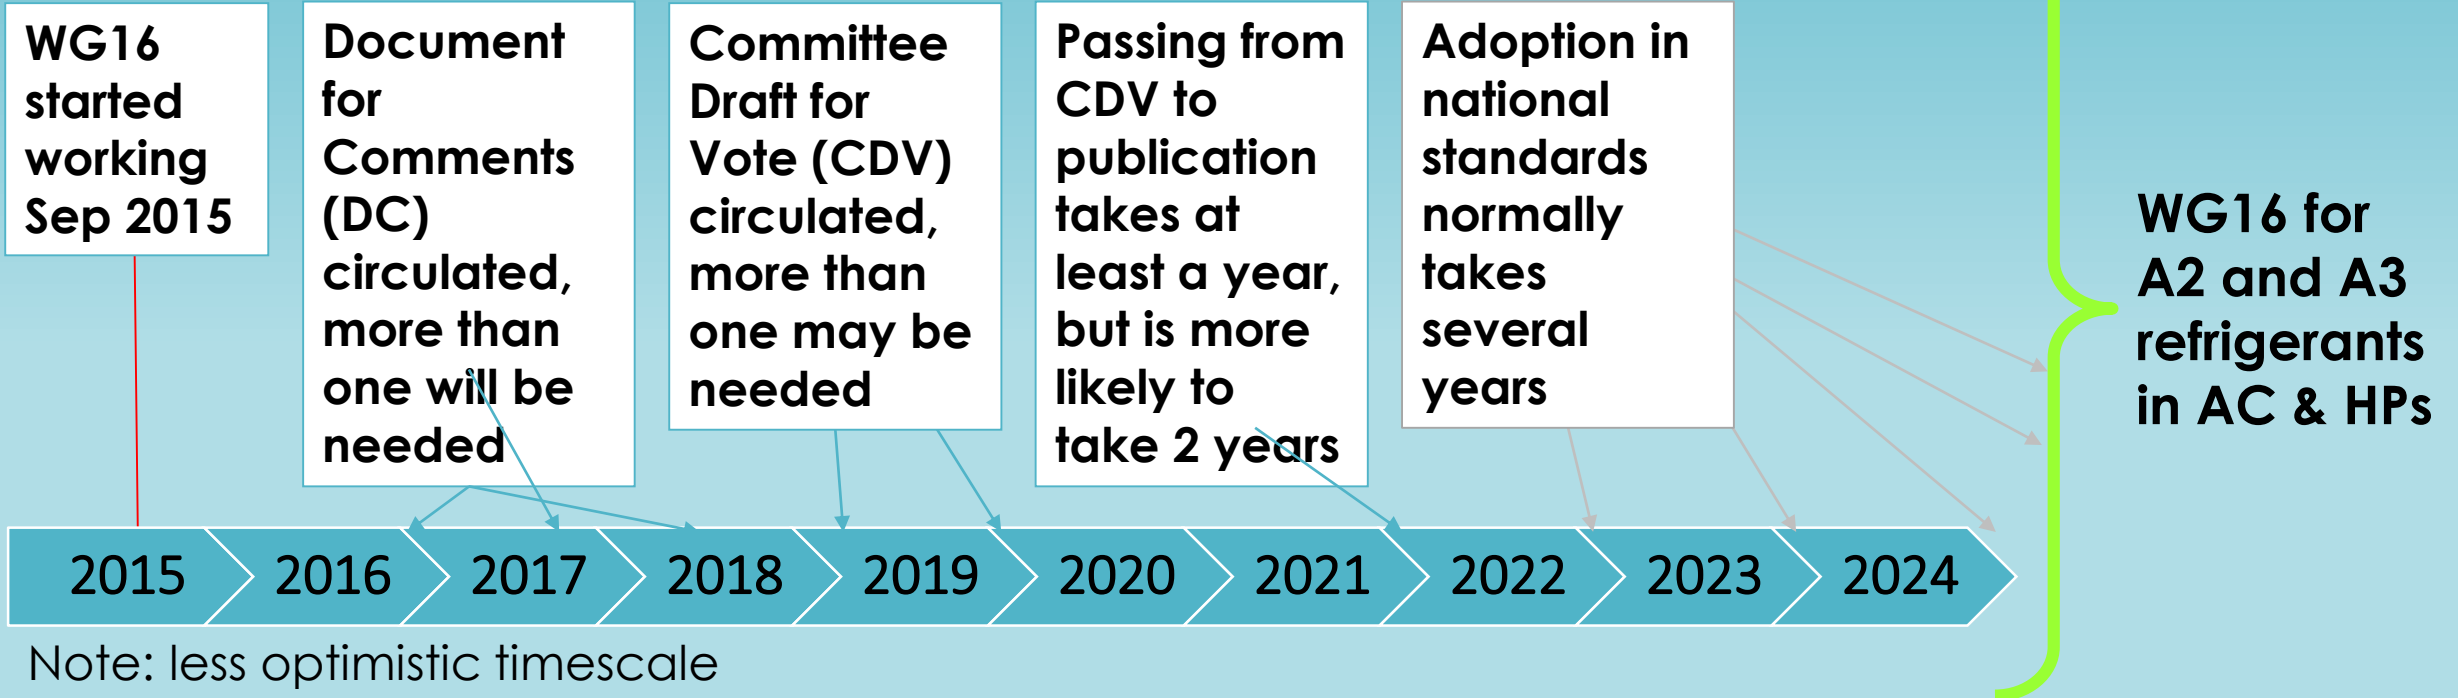 WG16
started
working
Sep 2015
Document
for
Comments
(DC)
circulated,
more than
one will be
needed
Committee
Draft for
Vote (CDV)
circulated,
more than
one may be
needed
Passing from
CDV to
publication
takes at
least a year,
but is more
likely to
take 2 years
Adoption in
national
standards
normally
takes
several
years
WG16 for
A2 and A3
refrigerants
in AC & HPs
2015 2016 2017 2018 2019 2020 2021 2022 2023 2024
Note: less optimistic timescale